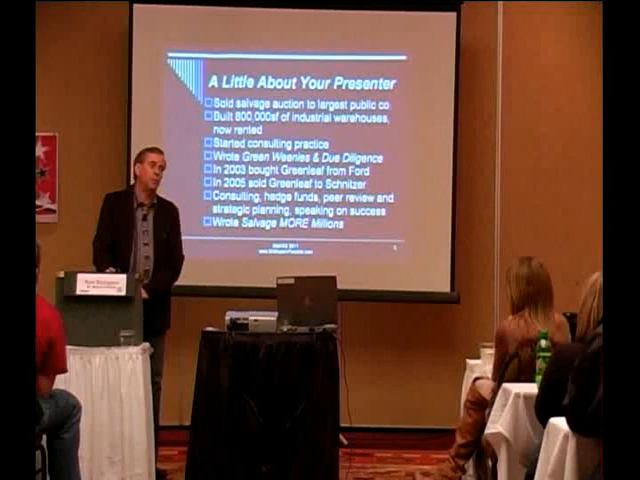 A Little About Your Presenter
Sold salvage auction to largest public co
Built 800,000sf of industrial warehouses,
now rented
Started consulting practice
Wrote Green Weenies & Due Diligence
In 2003 bought Greenleaf from Ford
In 2005 sold Greenleaf to Schnitzer
Consulting, hedge funds, peer review and
strategic planning, speaking on success
Wrote Salvage MORE Millions
Ron Sturgeon